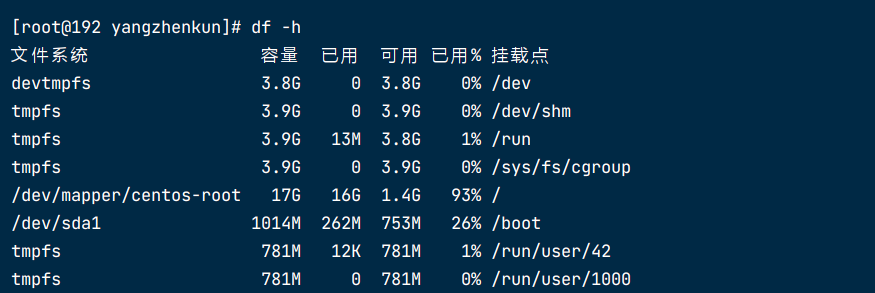 [root@192 yangzhenkun]# df -h
文件系统 容量 已用 可用 已用% 挂载点
devtmpfs 3.8G 0 3.8G 0% /dev
tmpfs 3.9G 0 3.9G 0% /dev/shm
tmpfs 3.9G 13M 3.8G 1% /run
tmpfs 3.9G 0 3.9G 0% /sys/fs/cgroup
/dev/mapper/centos-root 17G 16G 1.4G 93% /
/dev/sda1 1014M 262M 753M 26% /boot
tmpfs 781M 12K 781M 1% /run/user/42
tmpfs 781M 0 781M 0% /run/user/1000